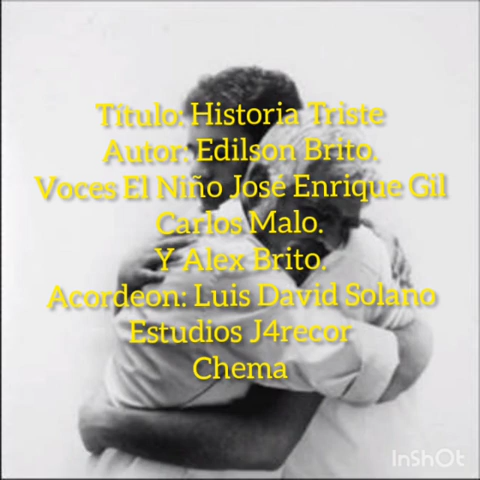 Título: Historia Triste
Autor: Edilson Brito.
Voces El Niño José Enrique Gil
Carlos Malo.
Y Alex Brito.
Acordeon: Luis David Solano
Estudios J4recor
Chema
InShOt